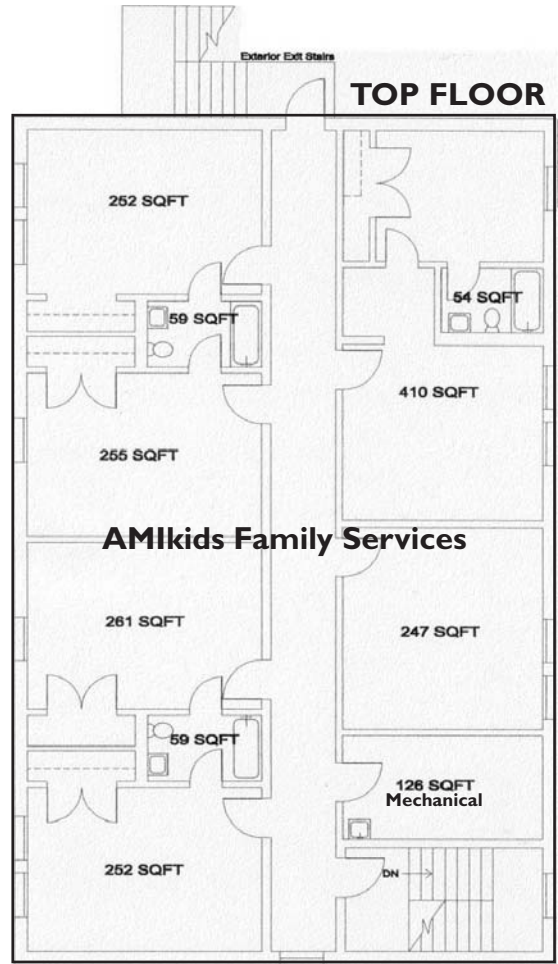 Exterior Exit Stairs
TOP FLOOR
252 SQFT
59 SQFT
54 SQFT
410 SQFT
255 SQFT
AMIkids Family Services
261 SQFT
247 SQFT
59 SQFT
126 SQFT
Mechanical
252 SQFT
DN